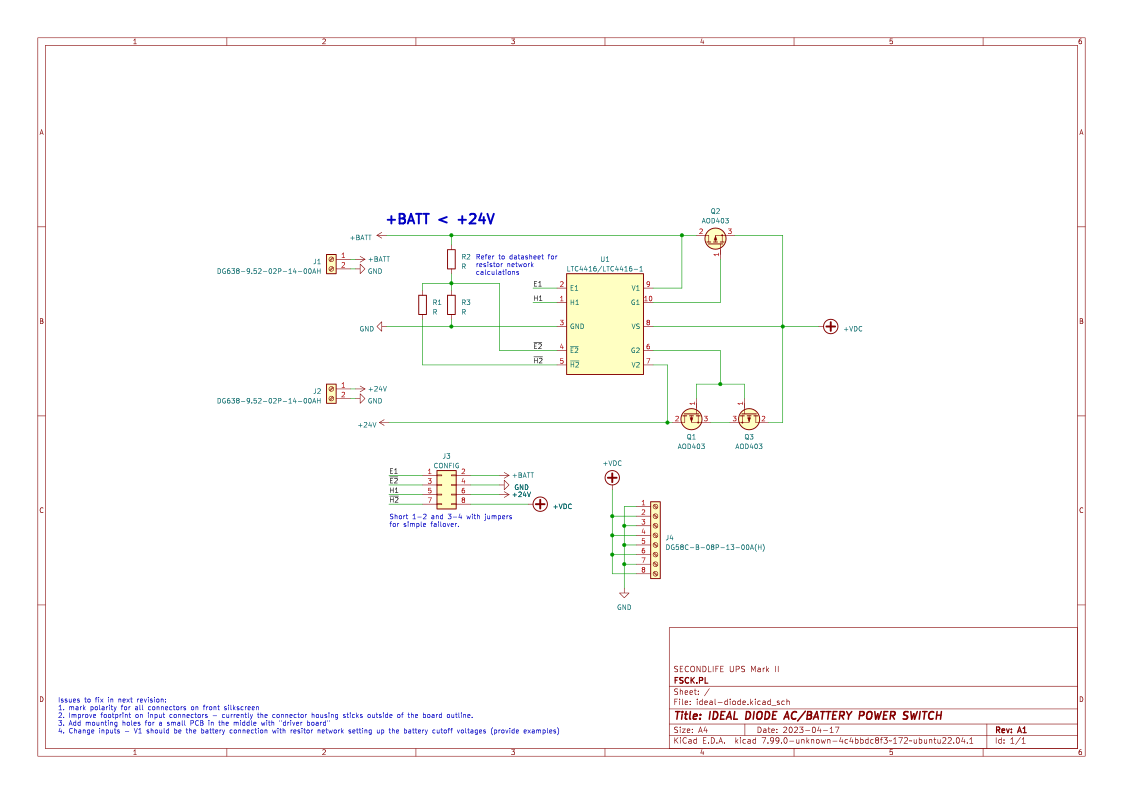 1 2 3 4 5 6
A A
B B
C C
D D
+BATT < +24V
+BATT
J1
DG638-9.52-02P-14-00AH
1 +BATT
2 GND
R2
R
Refer to datasheet for
resistor network
calculations
R1
R
R3
R
GND
U1
LTC4416/LTC4416-1
E1 2 E1 V1 9
H1 1 H1 G1 10
3 GND VS 8
E2 4 E2 G2 6
H2 5 H2 V2 7
Q2
AOD403
2 3
1
+VDC
J2
DG638-9.52-02P-14-00AH
1 +24V
2 GND
+24V
1 1
2 3 3 2
Q1
AOD403
Q3
AOD403
J3
CONFIG
E1 1 2 +BATT
E2 3 4 GND
H1 5 6 +24V
H2 7 8 +VDC
Short 1-2 and 3-4 with jumpers
for simple failover.
+VDC
1
2
3
4
5
6
7
8
J4
DG58C-B-08P-13-00A(H)
GND
Issues to fix in next revision:
1. mark polarity for all connectors on front silkscreen
2. Improve footprint on input connectors - currently the connector housing sticks outside of the board outline.
3. Add mounting holes for a small PCB in the middle with "driver board"
4. Change inputs - V1 should be the battery connection with resitor network setting up the battery cutoff voltages (provide examples)
SECONDLIFE UPS Mark II
FSCK.PL
Sheet: /
File: ideal-diode.kicad_sch
Title: IDEAL DIODE AC/BATTERY POWER SWITCH
Size: A4 Date: 2023-04-17 Rev: A1
KiCad E.D.A. kicad 7.99.0-unknown-4c4bbdc8f3~172~ubuntu22.04.1 Id: 1/1
1 2 3 4 5 6